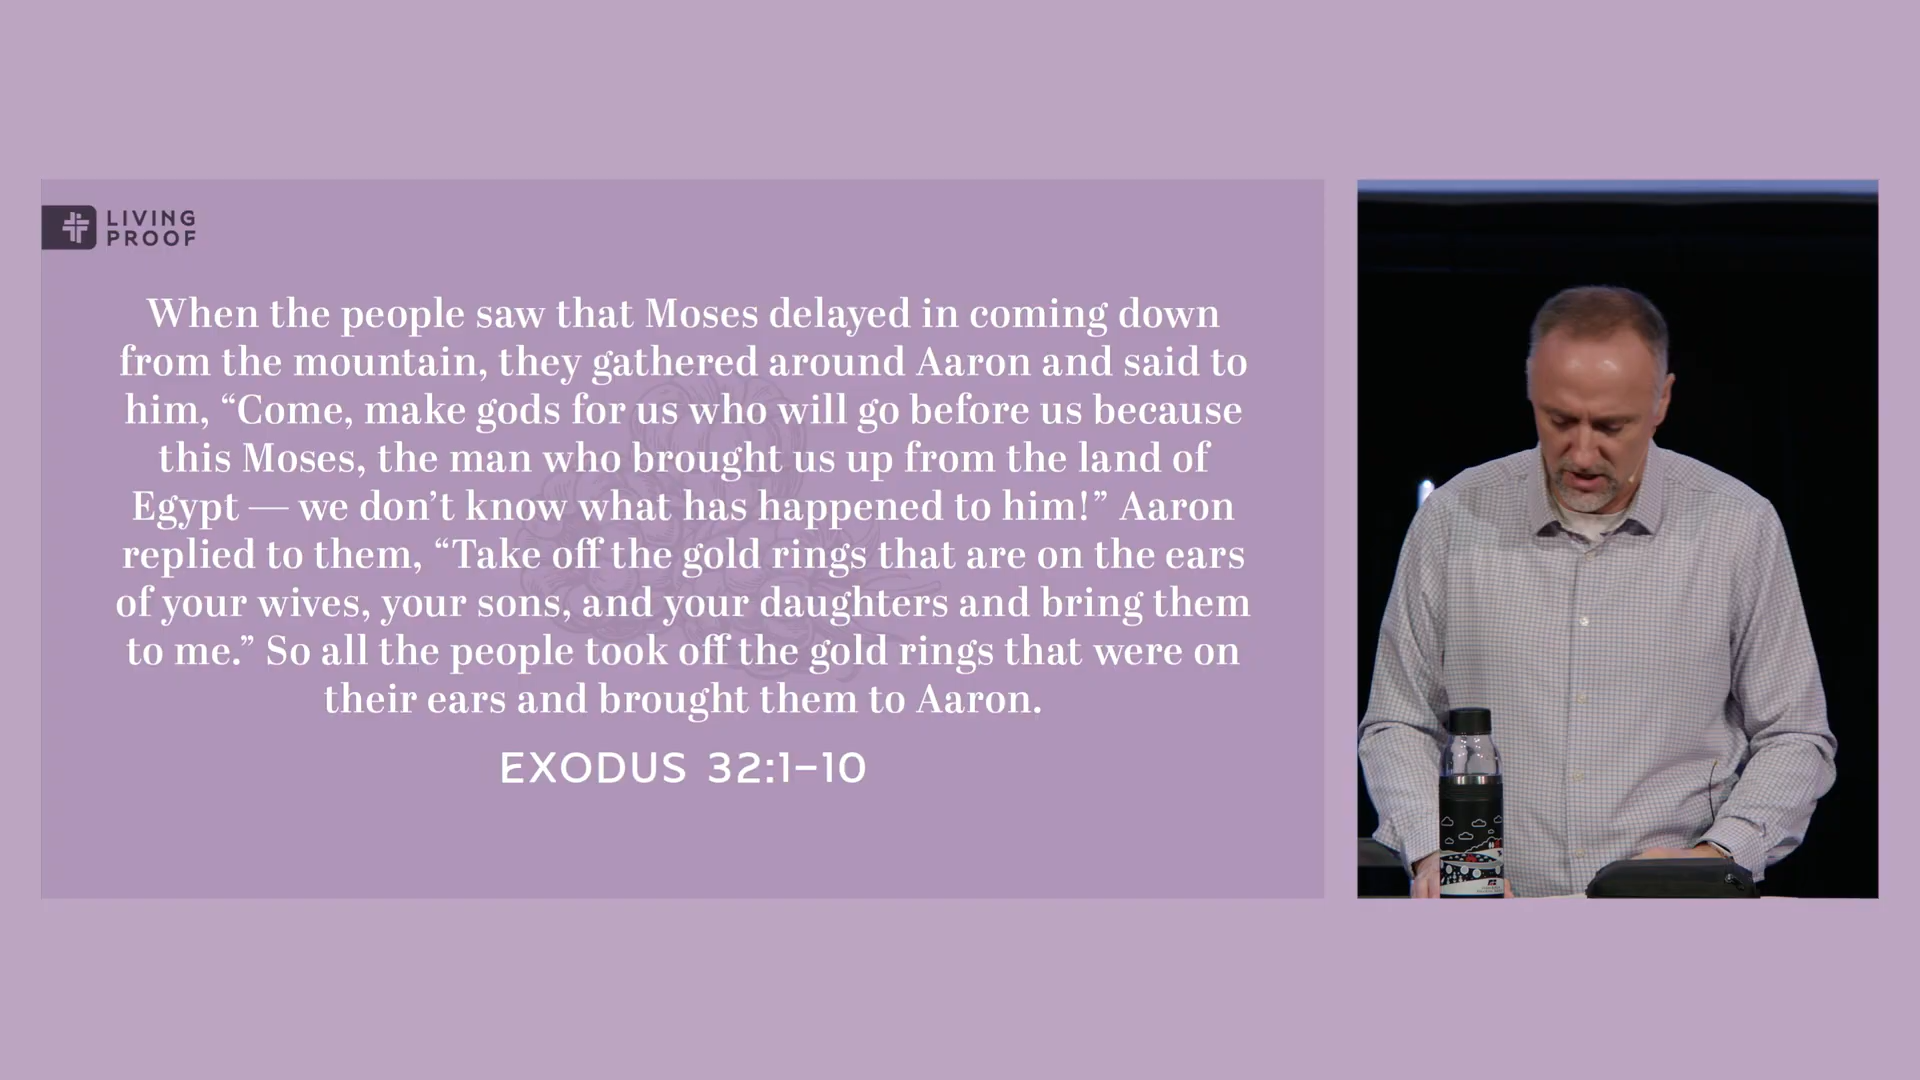 LIVING
PROOF
When the people saw that Moses delayed in coming down
from the mountain, they gathered around Aaron and said to
him, “Come, make gods for us who will go before us because
this Moses, the man who brought us up from the land of
Egypt — we don’t know what has happened to him!” Aaron
replied to them, “Take off the gold rings that are on the ears
of your wives, your sons, and your daughters and bring them
to me.” So all the people took off the gold rings that were on
their ears and brought them to Aaron.
EXODUS 32:1–10